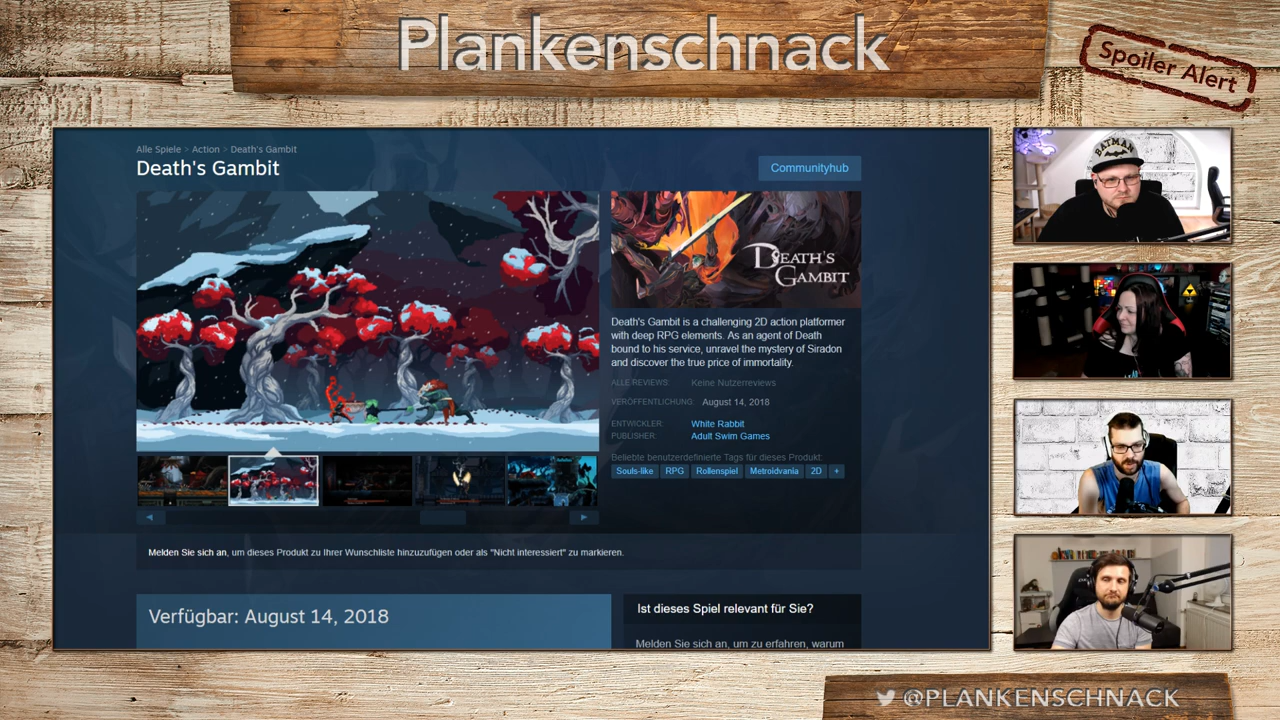 Plankenschnack
Spoiler Alert
Alle Spiele > Action > Death's Gambit
Death's Gambit
Communityhub
DEATH'S
GAMBIT
Death's Gambit is a challenging 2D action platformer
with deep RPG elements. As an agent of Death
bound to his service, unravel the mystery of Siradon
and discover the true price of immortality.
ALLE REVIEWS: Keine Nutzerreviews
VERÖFFENTLICHUNG: August 14, 2018
ENTWICKLER: White Rabbit
PUBLISHER: Adult Swim Games
Beliebte benutzerdefinierte Tags für dieses Produkt:
Souls-like RPG Rollenspiel Metroidvania 2D +
Melden Sie sich an, um dieses Produkt zu Ihrer Wunschliste hinzuzufügen oder als "Nicht interessiert" zu markieren.
Verfügbar: August 14, 2018
Ist dieses Spiel relevant für Sie?
Melden Sie sich an, um zu erfahren, warum
BATMAN
@PLANKENSCHNACK